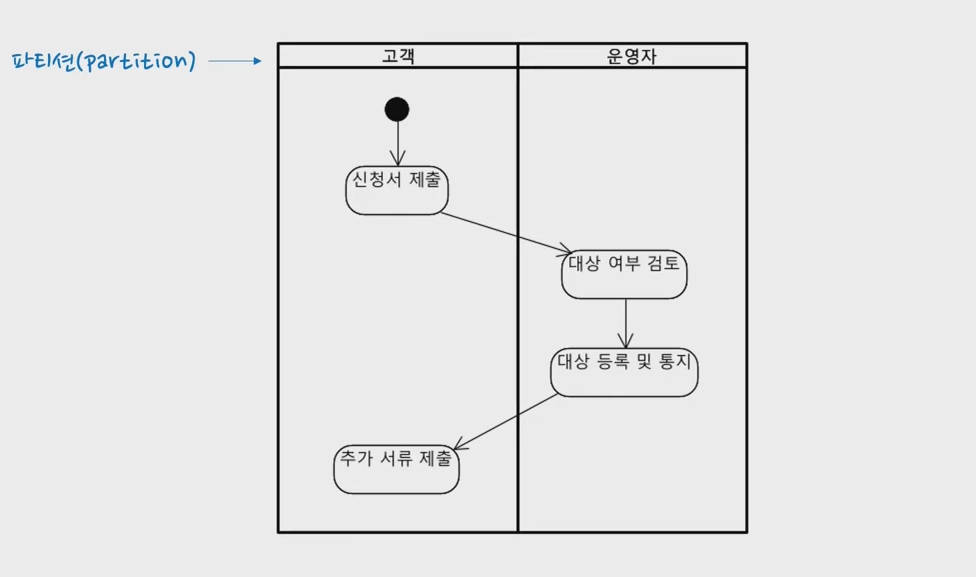 파티션(partition)
고객
운영자
신청서 제출
대상 여부 검토
대상 등록 및 통지
추가 서류 제출